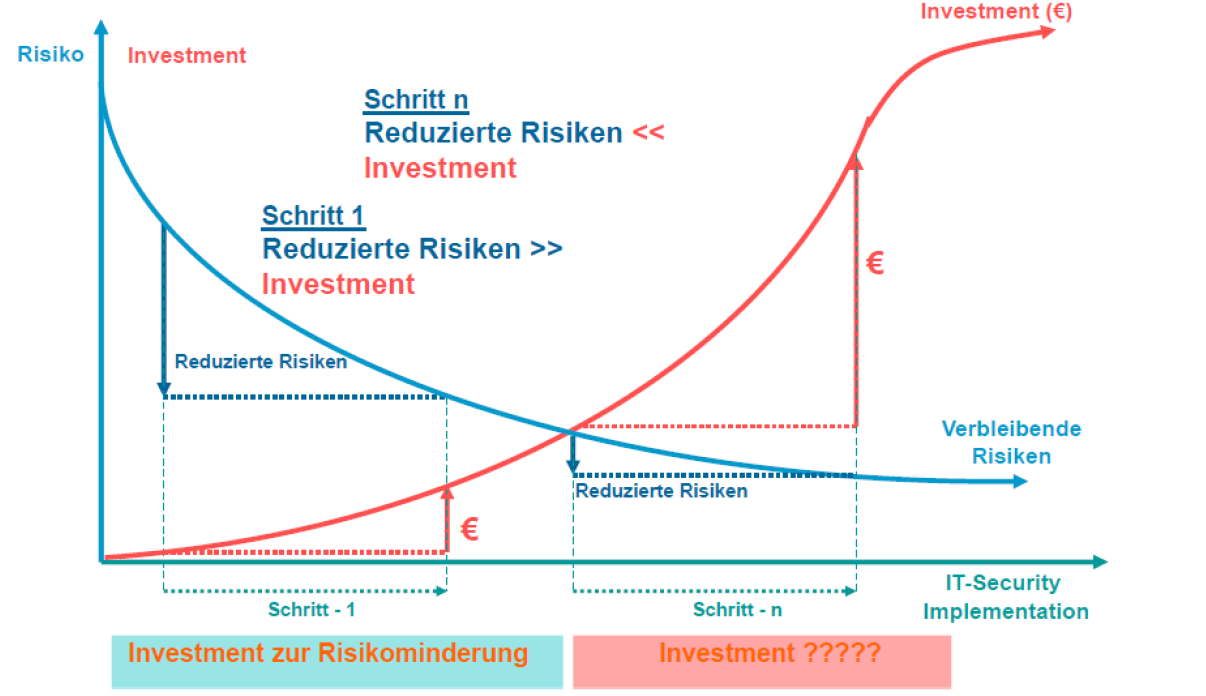 Investment (€)
Risiko
Investment
Schritt n
Reduzierte Risiken <<
Investment
Schritt 1
Reduzierte Risiken >>
Investment
€
Reduzierte Risiken
Verbleibende
Risiken
Reduzierte Risiken
€
IT-Security
Implementation
Schritt - 1
Schritt - n
Investment zur Risikominderung
Investment ?????